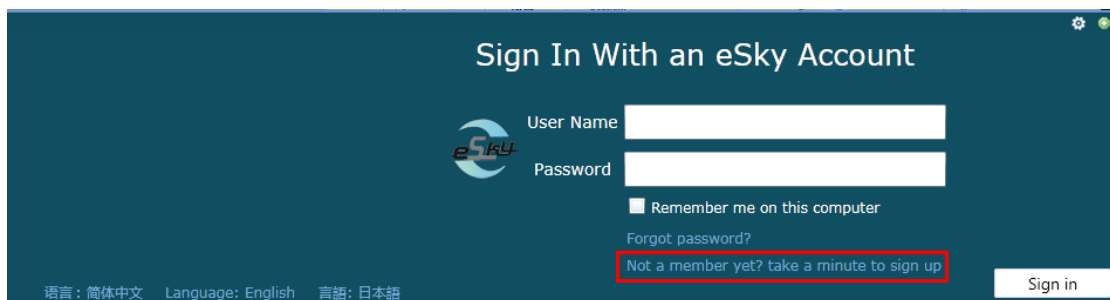 Sign In With an eSky Account
User Name
eSky
Password
Remember me on this computer
Forgot password?
Not a member yet? take a minute to sign up
语言：简体中文 Language: English 言語: 日本語
Sign in